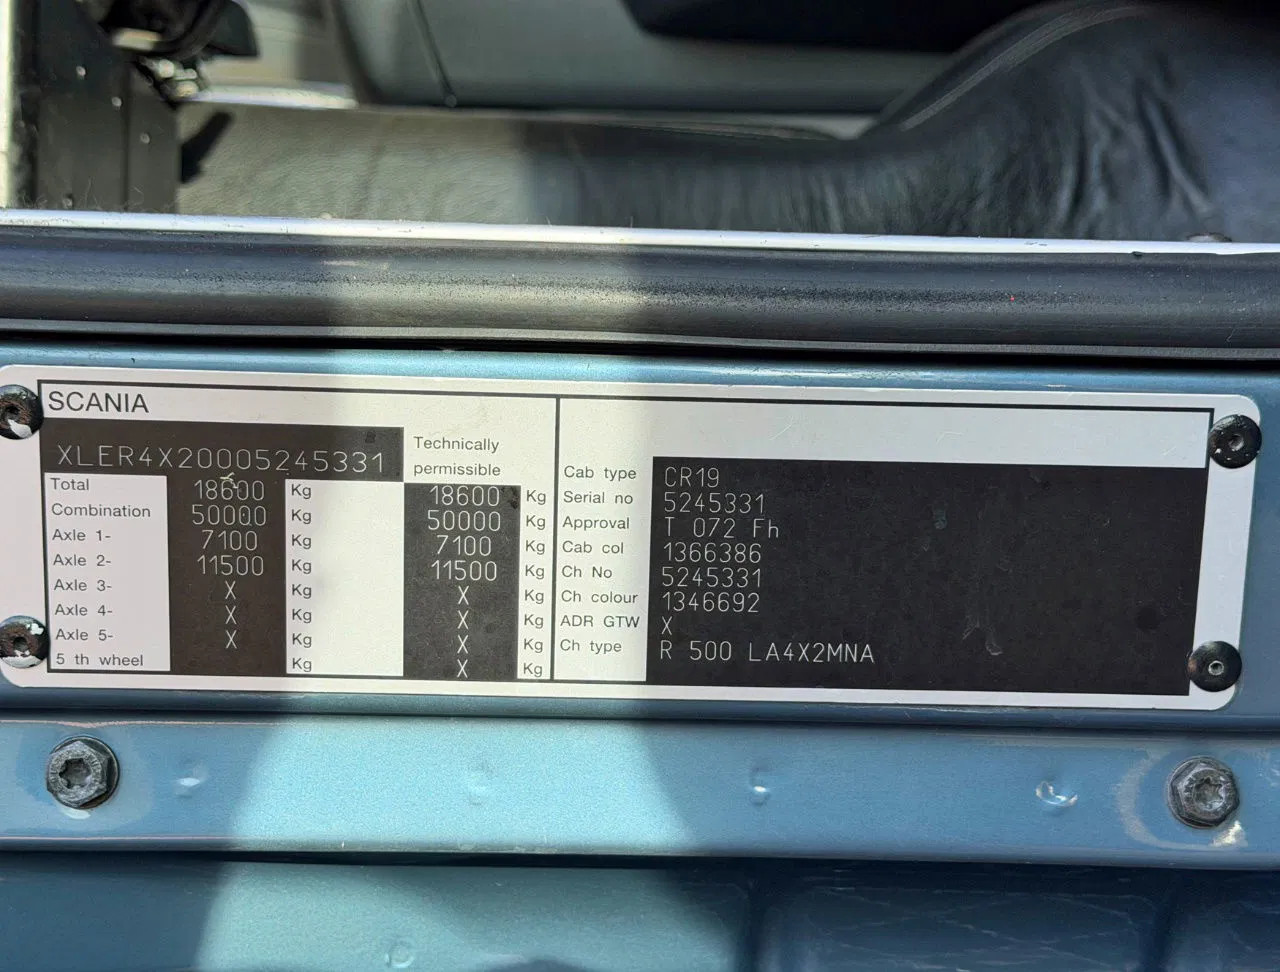 SCANIA
XLER4X20005245331
Technically
permissible
Total 18600 Kg 18600 Kg
Combination 50000 Kg 50000 Kg
Axle 1- 7100 Kg 7100 Kg
Axle 2- 11500 Kg 11500 Kg
Axle 3- X Kg X Kg
Axle 4- X Kg X Kg
Axle 5- X Kg X Kg
5 th wheel Kg X Kg
Cab type CR19
Serial no 5245331
Approval T 072 Fh
Cab col 1366386
Ch No 5245331
Ch colour 1346692
ADR GTW X
Ch type R 500 LA4X2MNA